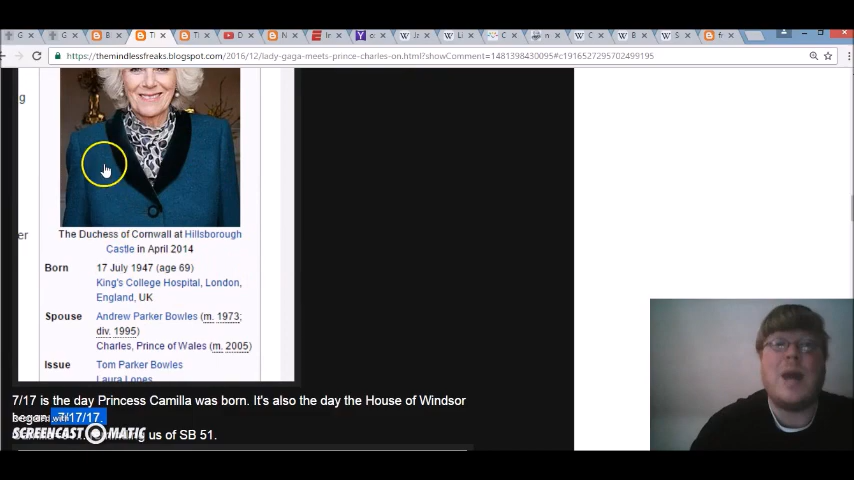 https://themindlessfreaks.blogspot.com/2016/12/lady-gaga-meets-prince-charles-on.html?showComment=1481398430095#c1916527295702499195
g
The Duchess of Cornwall at Hillsborough
Castle in April 2014
er
Born 17 July 1947 (age 69)
King's College Hospital, London,
England, UK
Spouse Andrew Parker Bowles (m. 1973;
div. 1995)
Charles, Prince of Wales (m. 2005)
Issue Tom Parker Bowles
Laura Lopes
7/17 is the day Princess Camilla was born. It's also the day the House of Windsor
began, 7/17/17.
us of SB 51.
SCREENCAST MATIC